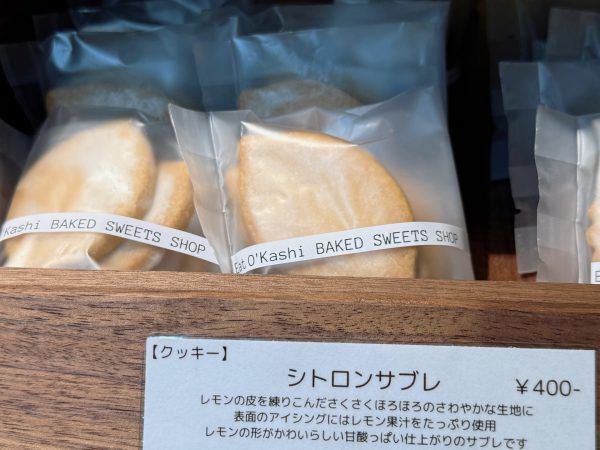 Kashi BAKED SWEETS SHOP
Eat O'Kashi BAKED SWEETS SHOP
E
【クッキー】
シトロンサブレ ¥400-
レモンの皮を練りこんださくさくほろほろのさわやかな生地に
表面のアイシングにはレモン果汁をたっぷり使用
レモンの形がかわいらしい甘酸っぱい仕上がりのサブレです